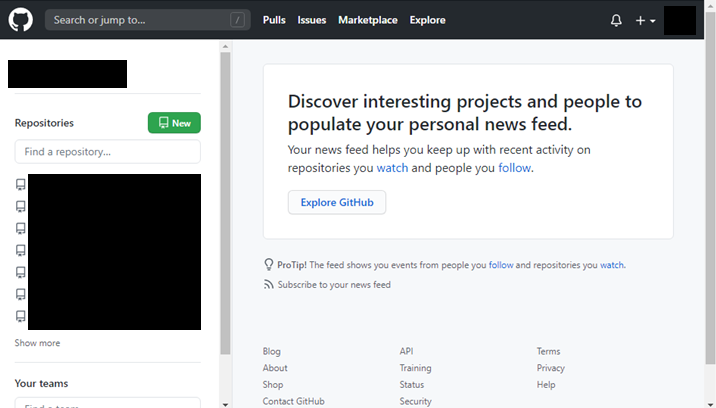 Search or jump to...
/
Pulls
Issues
Marketplace
Explore
Repositories
New
Find a repository...
Show more
Your teams
Find a team...
Discover interesting projects and people to
populate your personal news feed.
Your news feed helps you keep up with recent activity on
repositories you watch and people you follow.
Explore GitHub
ProTip! The feed shows you events from people you follow and repositories you watch.
Subscribe to your news feed
Blog
API
Terms
About
Training
Privacy
Shop
Status
Help
Contact GitHub
Security